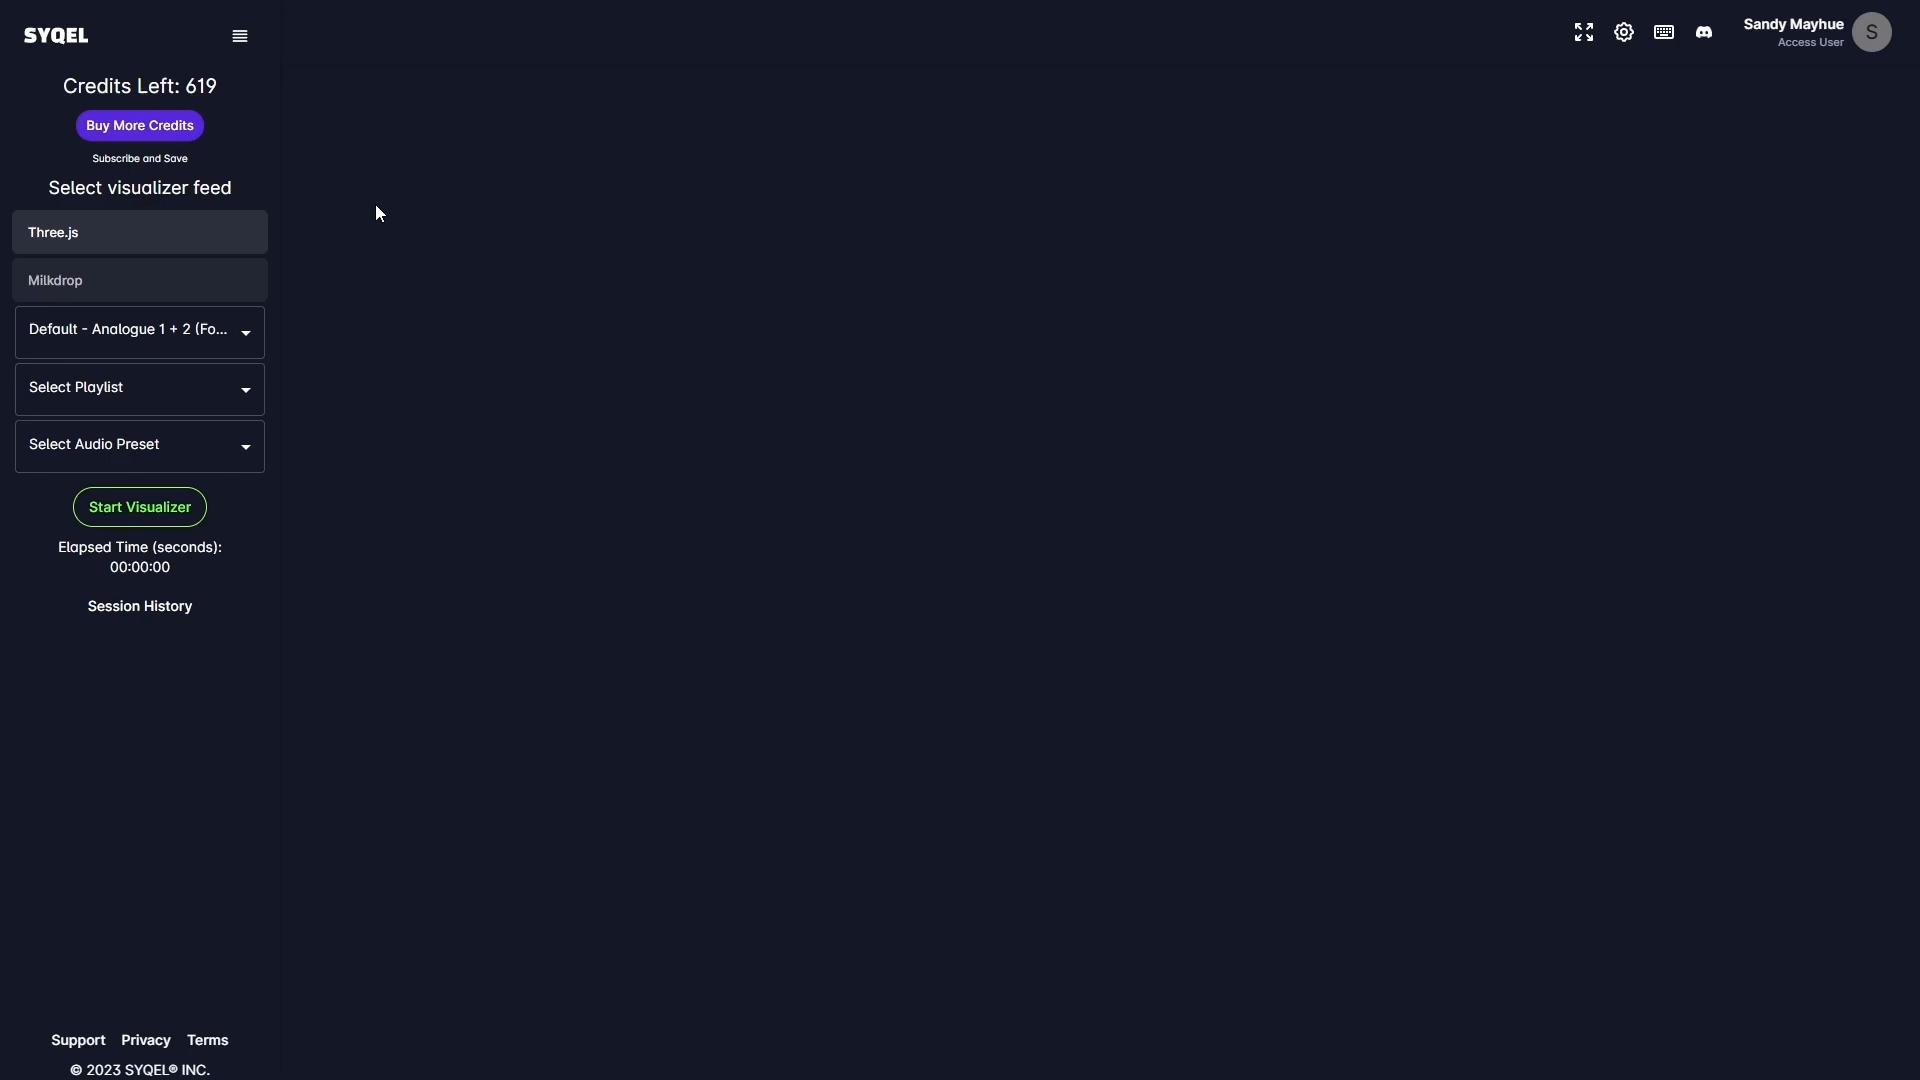 SYQEL
Sandy Mayhue
Access User
S
Credits Left: 619
Buy More Credits
Subscribe and Save
Select visualizer feed
Three.js
Milkdrop
Default - Analogue 1 + 2 (Fo...
Select Playlist
Select Audio Preset
Start Visualizer
Elapsed Time (seconds):
00:00:00
Session History
Support Privacy Terms
© 2023 SYQEL® INC.